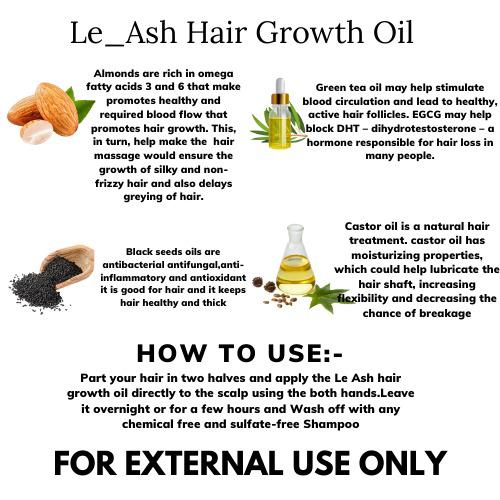 Le_Ash Hair Growth Oil
Almonds are rich in omega
fatty acids 3 and 6 that make
promotes healthy and
required blood flow that
promotes hair growth. This,
in turn, help make the  hair
massage would ensure the
growth of silky and non-
frizzy hair and also delays
greying of hair.
Green tea oil may help stimulate
blood circulation and lead to healthy,
active hair follicles. EGCG may help
block DHT – dihydrotestosterone – a
hormone responsible for hair loss in
many people.
Black seeds oils are
antibacterial antifungal,anti-
inflammatory and antioxidant
it is good for hair and it keeps
hair healthy and thick
Castor oil is a natural hair
treatment. castor oil has
moisturizing properties,
which could help lubricate the
hair shaft, increasing
flexibility and decreasing the
chance of breakage
HOW TO USE:-
Part your hair in two halves and apply the Le Ash hair
growth oil directly to the scalp using the both hands.Leave
it overnight or for a few hours and Wash off with any
chemical free and sulfate-free Shampoo
FOR EXTERNAL USE ONLY